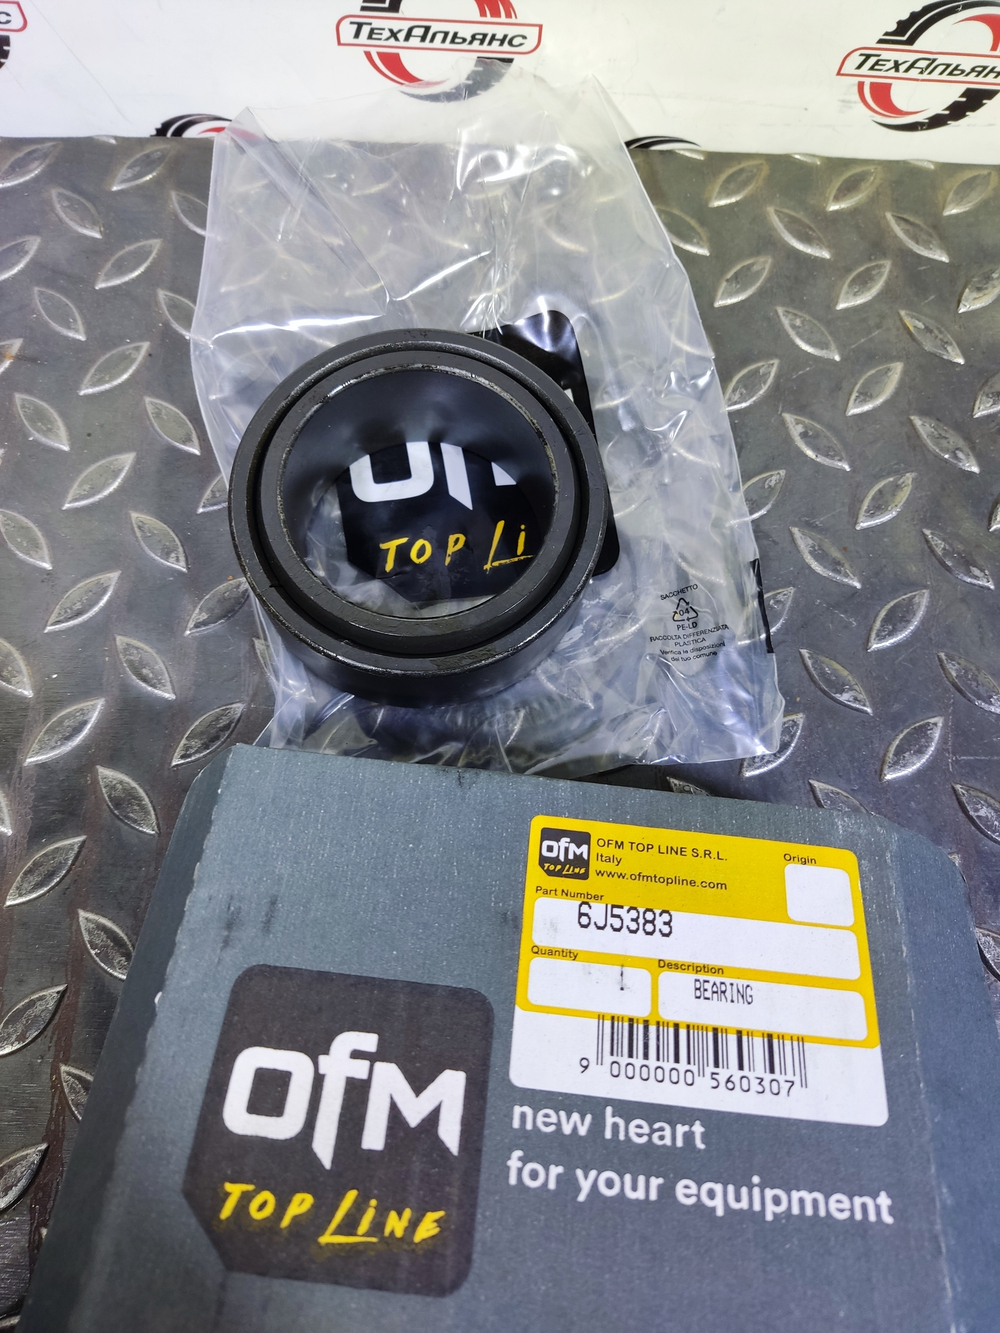 ТехАльянс
ТехАльянс
TOP Li
SACCHETTO
04
PE-LD
RACCOLTA DIFFERENZIATA
PLASTICA
Verifica le disposizioni
del tuo comune
OFM
TOP LINE
OFM TOP LINE S.R.L.
Italy
www.ofmtopline.com
Origin
Part Number
6J5383
Quantity
1
Description
BEARING
9 000000 560307
OFM
TOP LINE
new heart
for your equipment